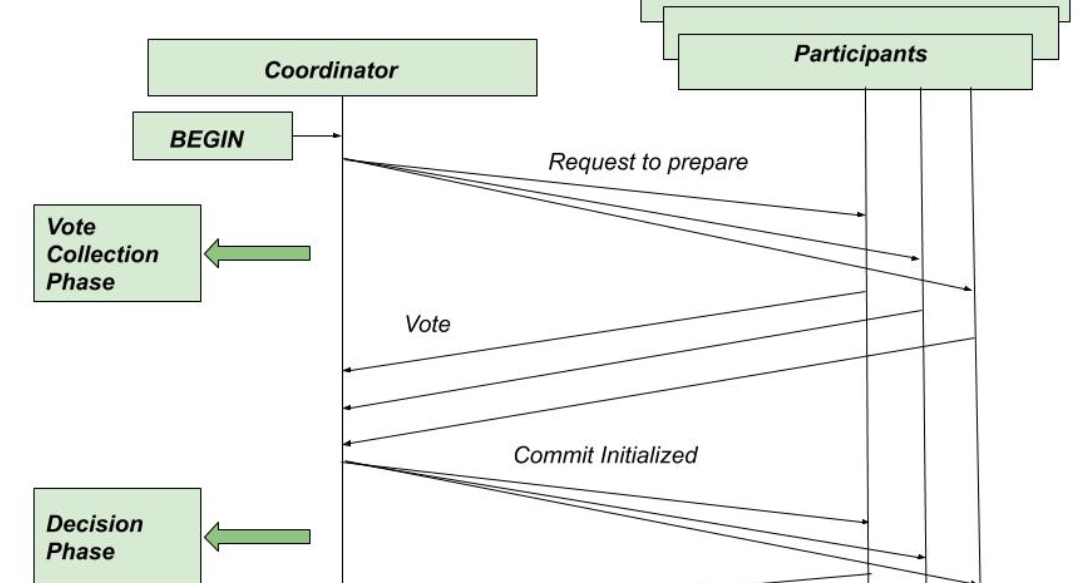 Participants
Coordinator
BEGIN
Request to prepare
Vote
Collection
Phase
Vote
Commit Initialized
Decision
Phase